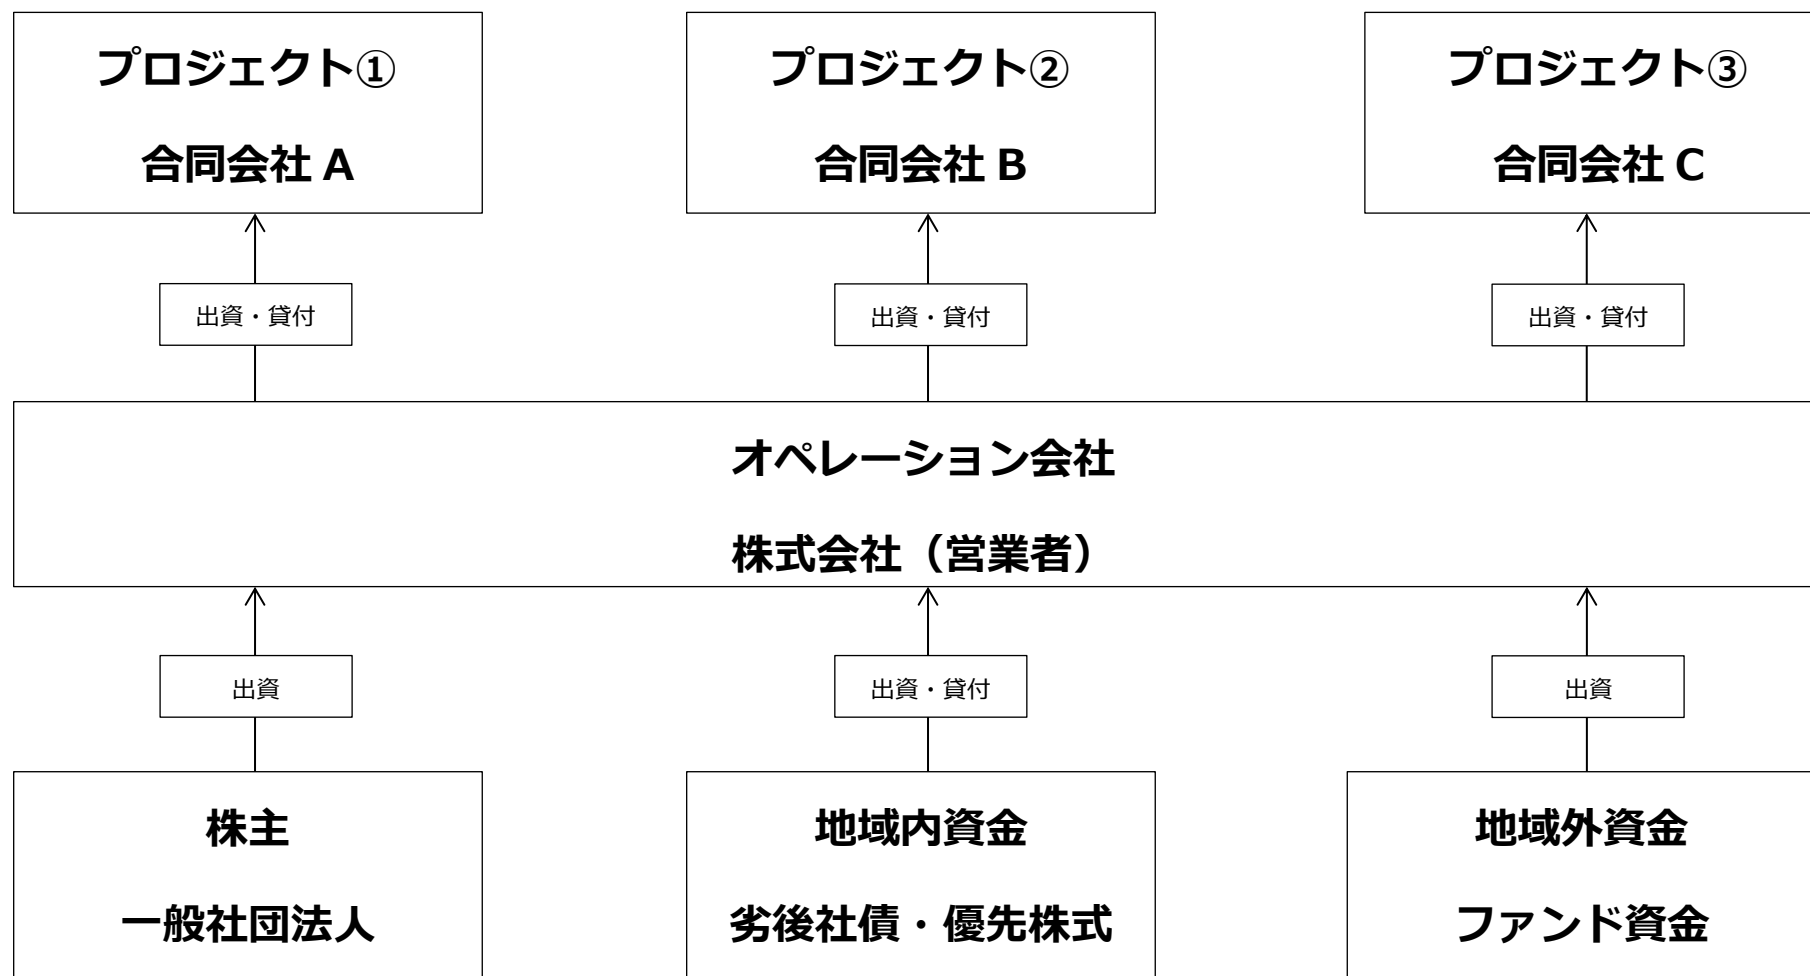 プロジェクト①
合同会社 A
プロジェクト②
合同会社 B
プロジェクト③
合同会社 C
出資・貸付
出資・貸付
出資・貸付
オペレーション会社
株式会社（営業者）
出資
出資・貸付
出資
株主
一般社団法人
地域内資金
劣後社債・優先株式
地域外資金
ファンド資金